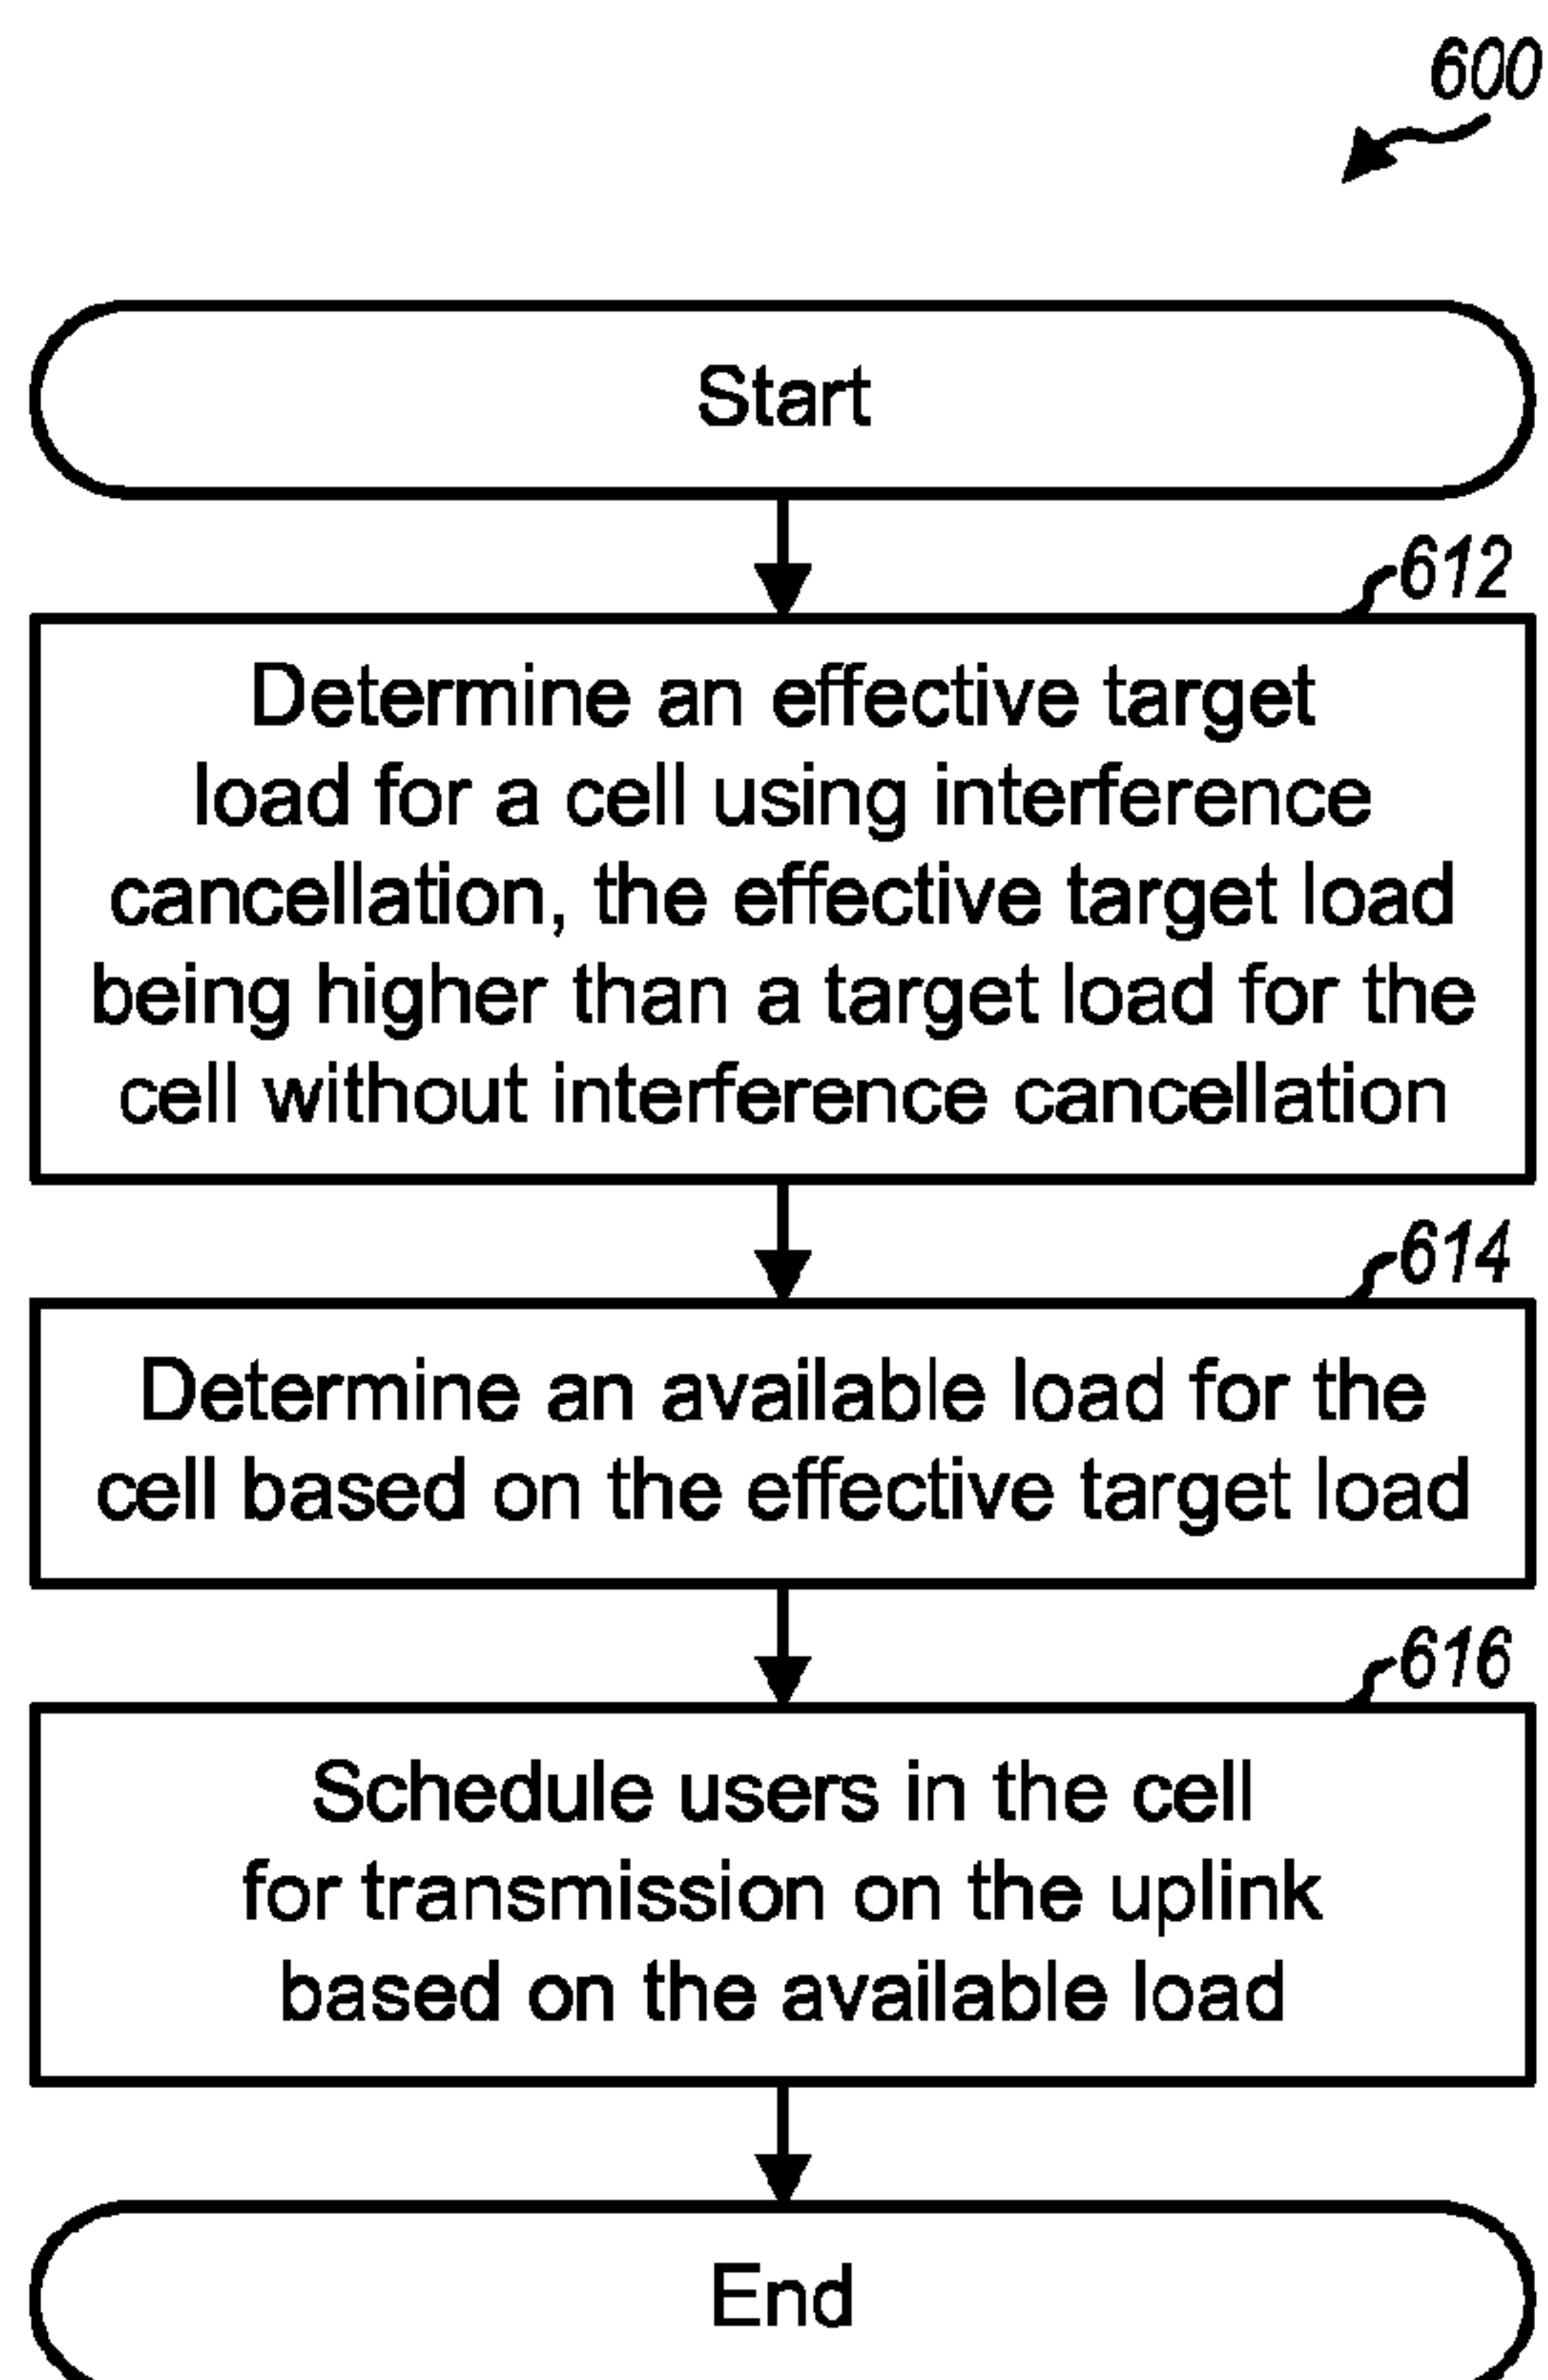 600
Start
612
Determine an effective target
load for a cell using interference
cancellation, the effective target load
being higher than a target load for the
cell without interference cancellation
614
Determine an available load for the
cell based on the effective target load
616
Schedule users in the cell
for transmission on the uplink
based on the available load
End